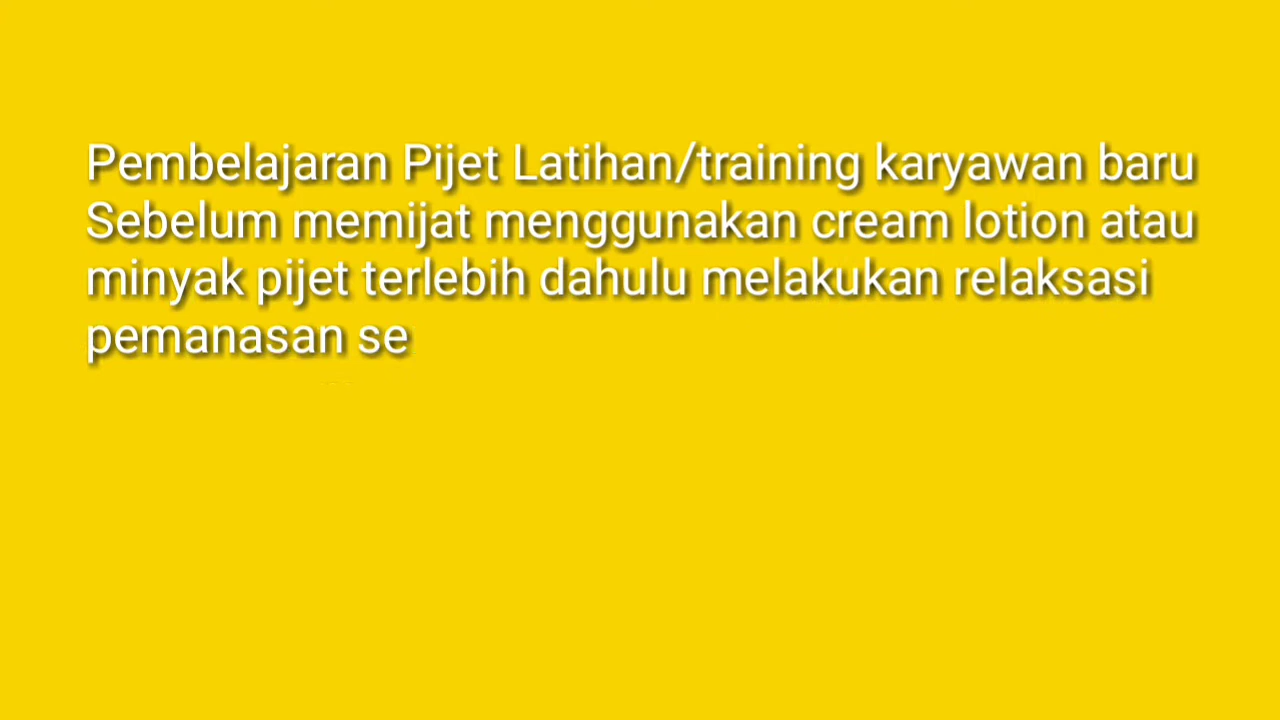 Pembelajaran Pijet Latihan/training karyawan baru
Sebelum memijat menggunakan cream lotion atau
minyak pijet terlebih dahulu melakukan relaksasi
pemanasan se